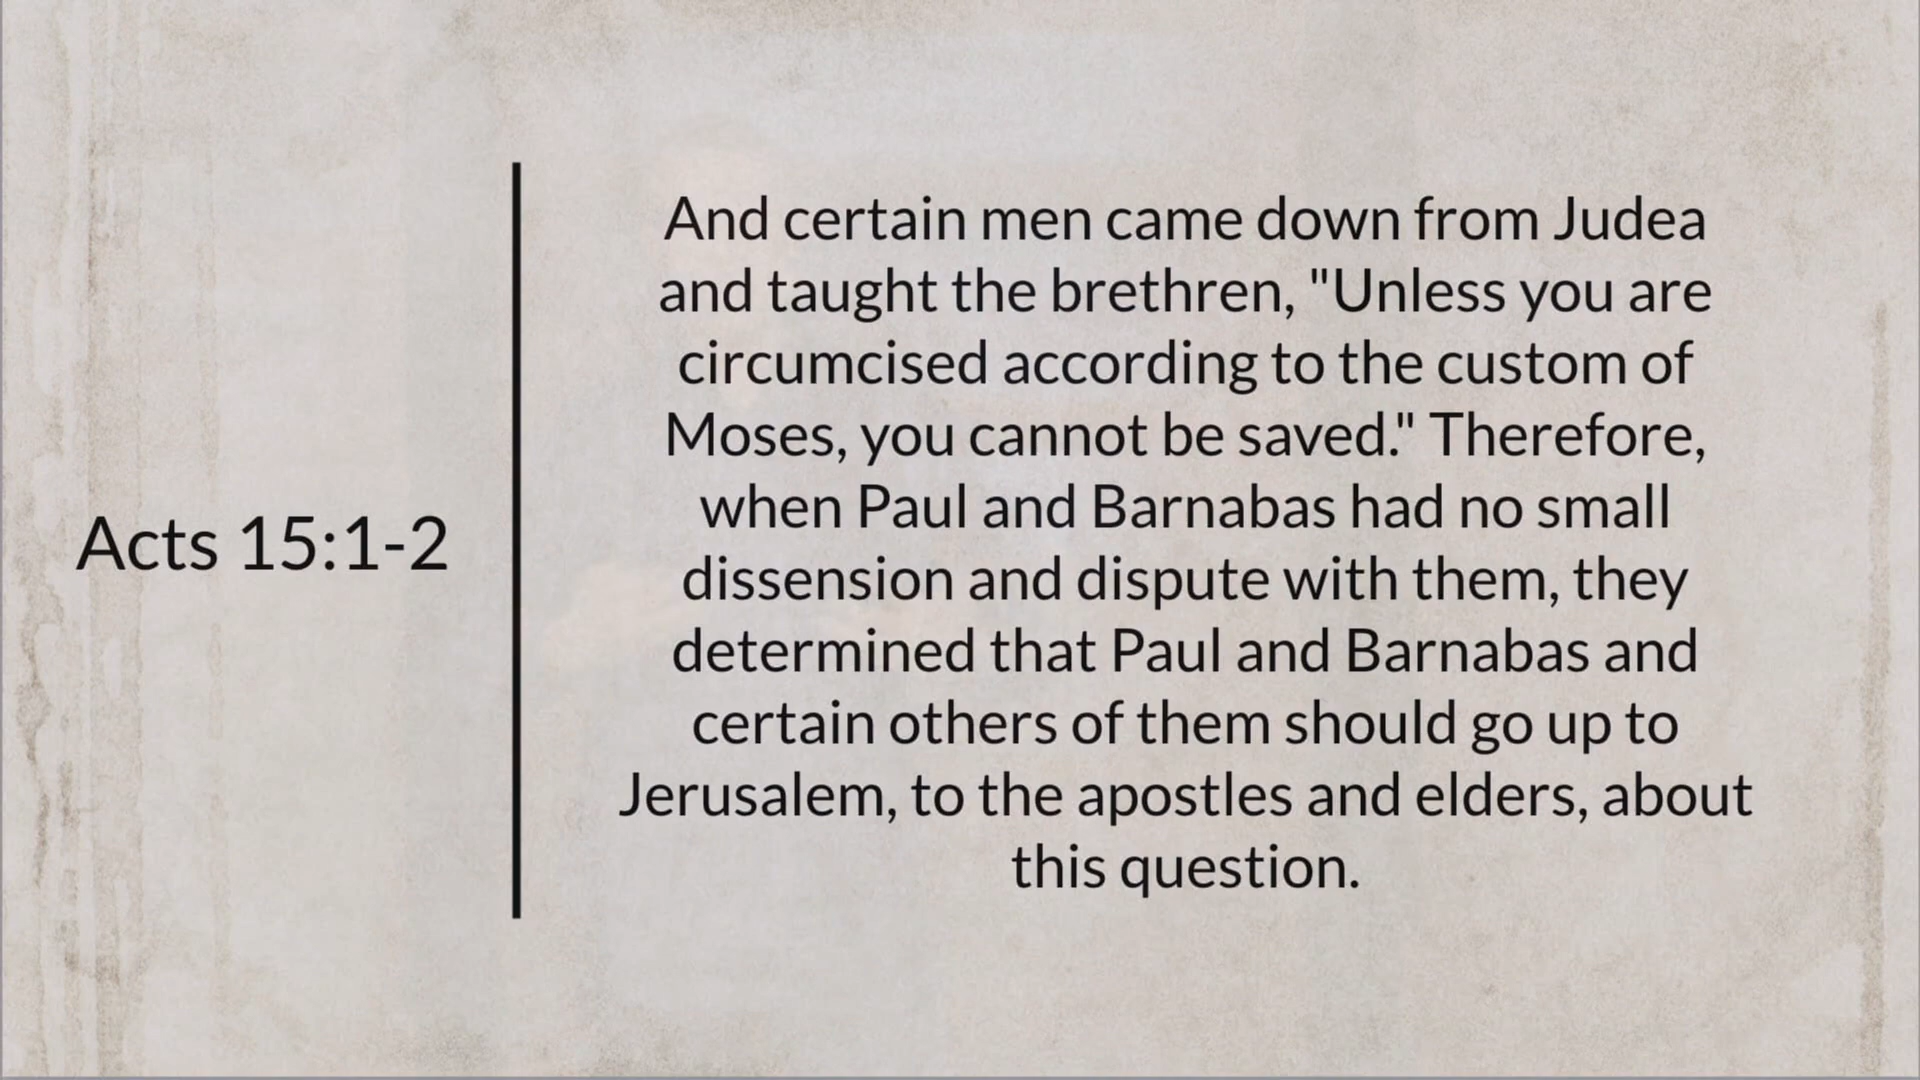 Acts 15:1-2
And certain men came down from Judea
and taught the brethren, "Unless you are
circumcised according to the custom of
Moses, you cannot be saved." Therefore,
when Paul and Barnabas had no small
dissension and dispute with them, they
determined that Paul and Barnabas and
certain others of them should go up to
Jerusalem, to the apostles and elders, about
this question.